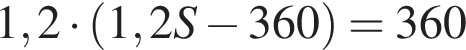 1,2 · (1,2S − 360) = 360